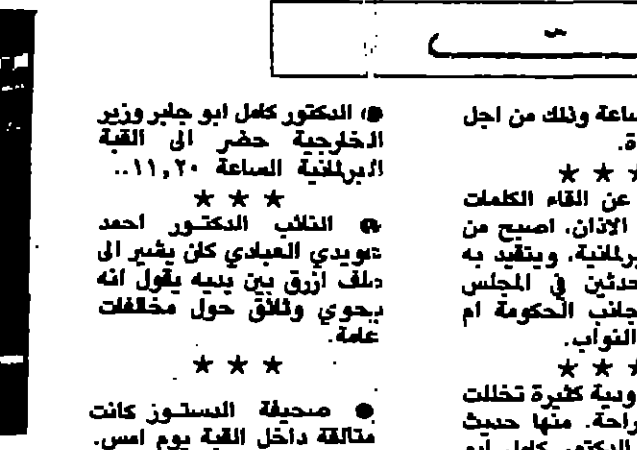 ساعة وذلك من اجل
ة.
★ ★ ★
عن القاء الكلمات
الاذان، اصبح من
برلمانية، ويتقيد به
حدثين في المجلس
جانب الحكومة ام
النواب.
★ ★ ★
ودية كثيرة تخللت
راحة. منها حديث
الدكتور كامل ابو
● الدكتور كامل ابو جابر وزير
الخارجية حضر الى القبة
البرلمانية الساعة ١١,٢٠..
★ ★ ★
● النائب الدكتور احمد
عويدي العبادي كان يشير الى
ملف ازرق بين يديه يقول انه
يحوي وثائق حول مخالفات
عامة.
★ ★ ★
● صحيفة الدستور كانت
متألقة داخل القبة يوم امس.